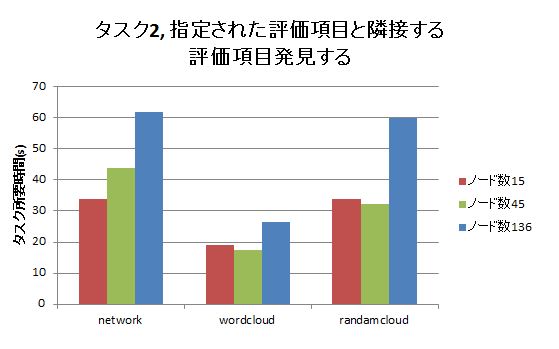 タスク2, 指定された評価項目と隣接する
評価項目発見する
タスク所要時間(s)
70
60
50
40
30
20
10
0
network
wordcloud
randamcloud
ノード数15
ノード数45
ノード数136